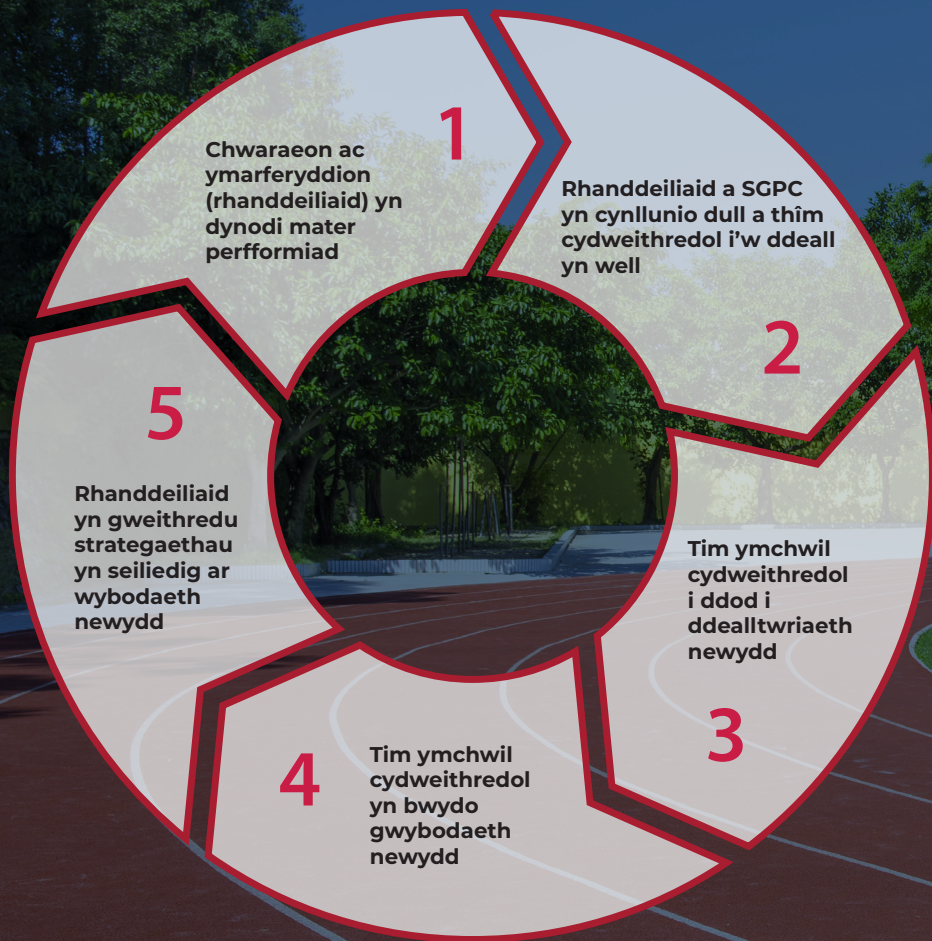 1
Chwaraeon ac
ymarferyddion
(rhanddeiliaid) yn
dynodi mater
perfformiad
Rhanddeiliaid a SGPC
yn cynllunio dull a thîm
cydweithredol i'w ddeall
yn well
2
Tim ymchwil
cydweithredol
i ddod i
ddealltwriaeth
newydd
3
4
Tim ymchwil
cydweithredol
yn bwydo
gwybodaeth
newydd
5
Rhanddeiliaid
yn gweithredu
strategaethau
yn seiliedig ar
wybodaeth
newydd